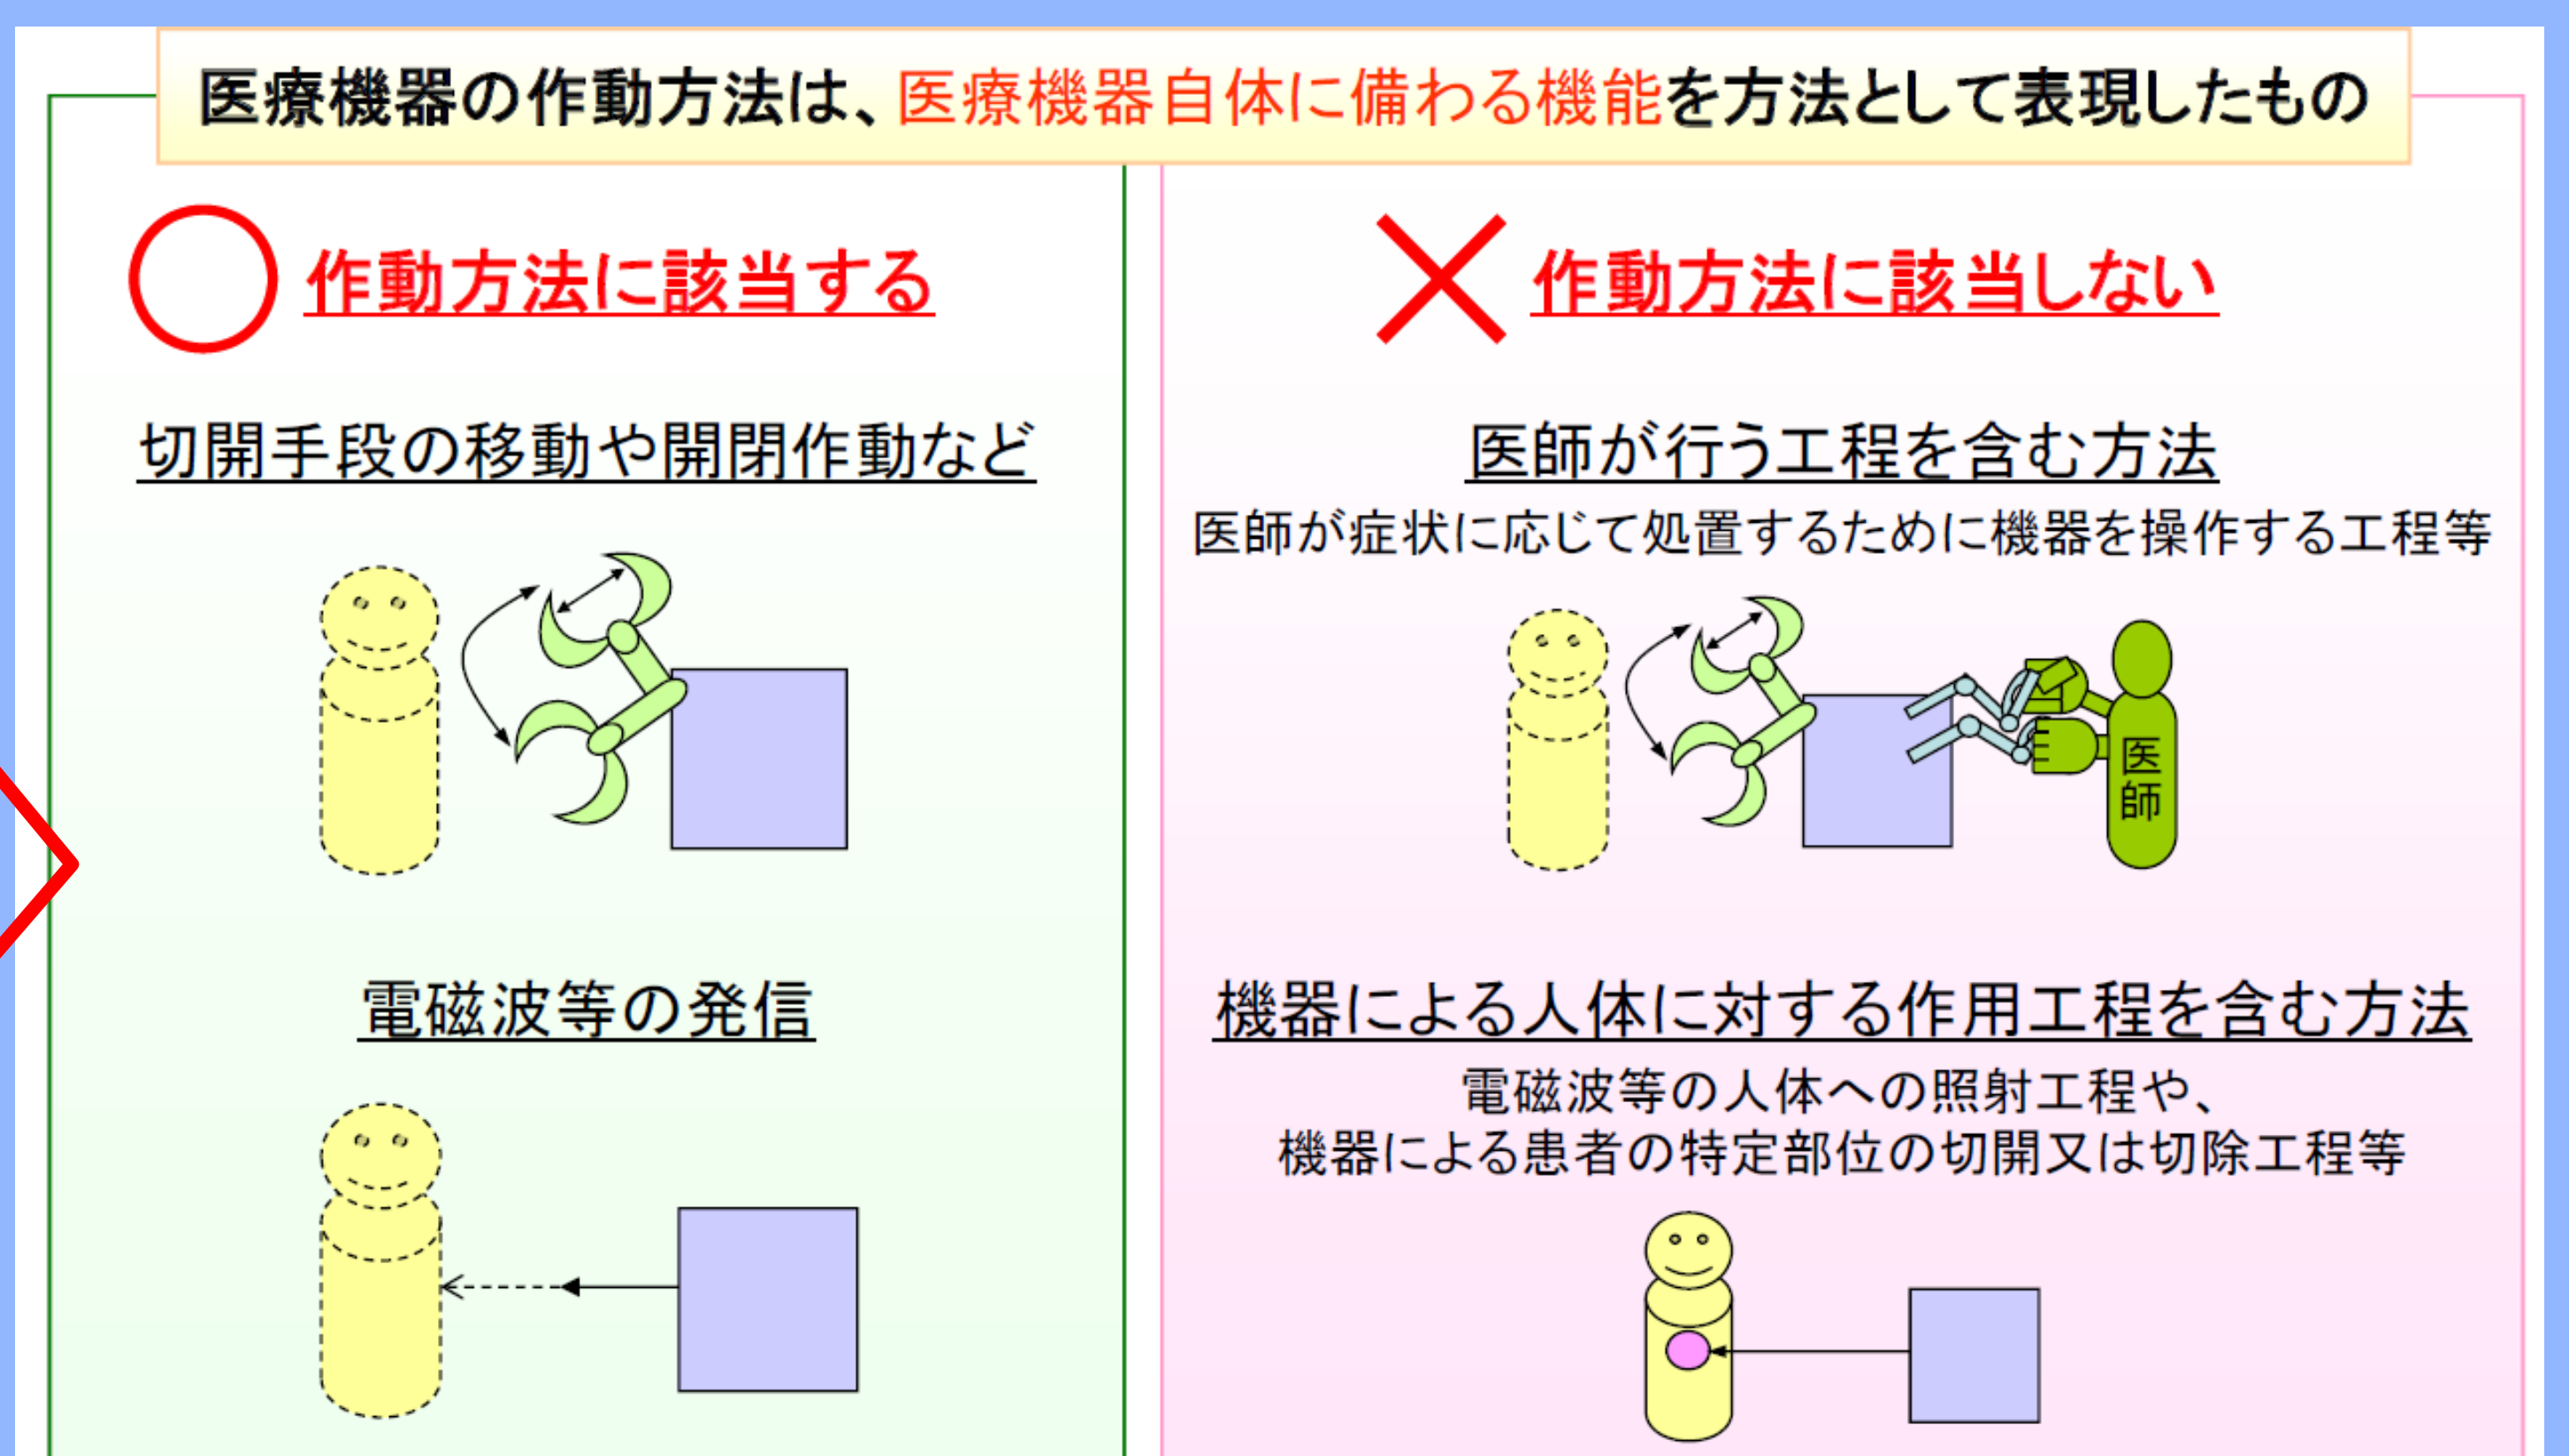 医療機器の作動方法は、医療機器自体に備わる機能を方法として表現したもの
作動方法に該当する
切開手段の移動や開閉作動など
電磁波等の発信
作動方法に該当しない
医師が行う工程を含む方法
医師が症状に応じて処置するために機器を操作する工程等
医師
機器による人体に対する作用工程を含む方法
電磁波等の人体への照射工程や、
機器による患者の特定部位の切開又は切除工程等